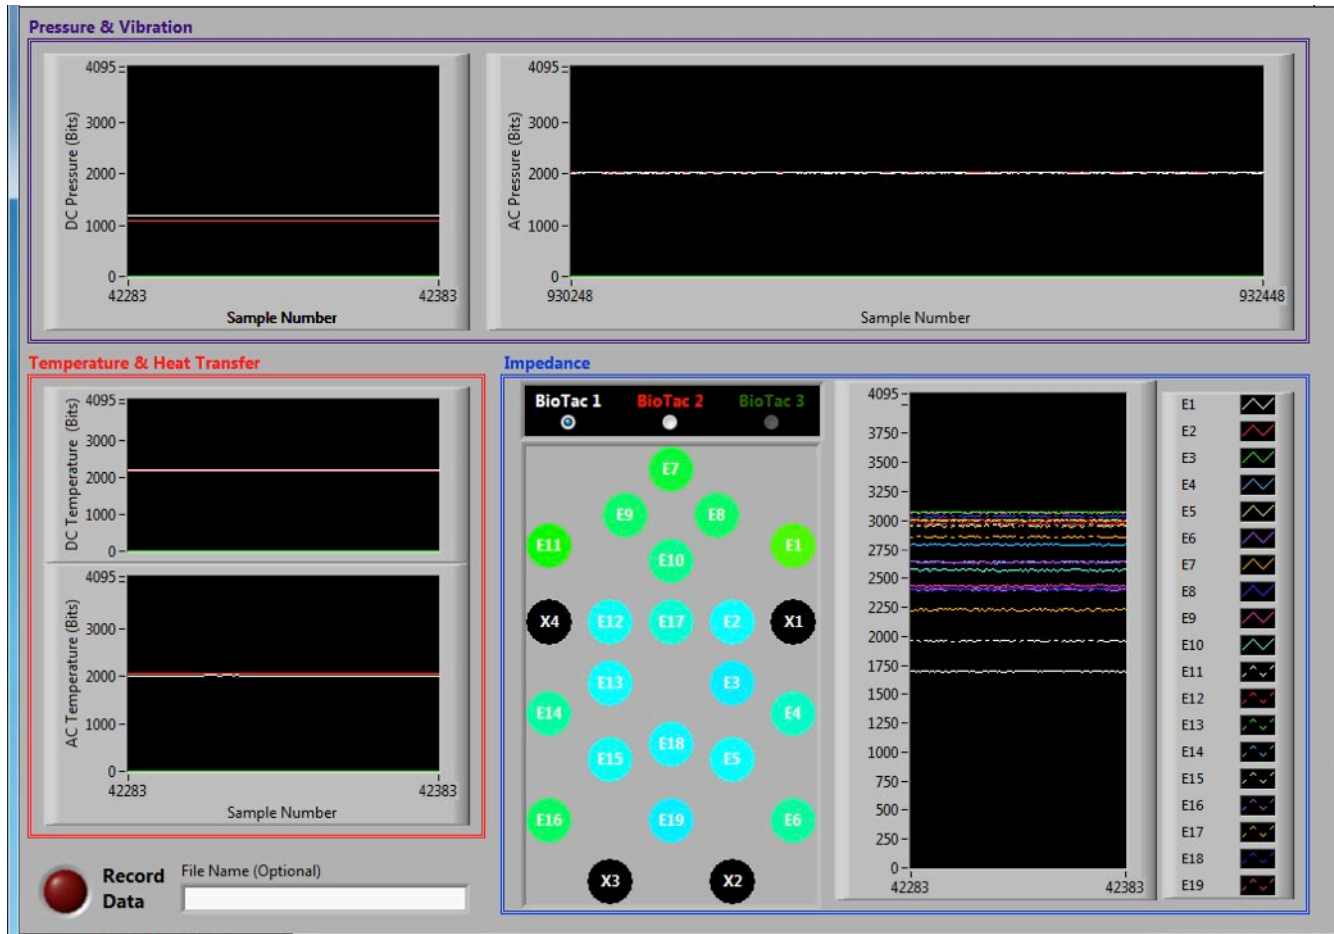 Pressure & Vibration
DC Pressure (Bits)
4095
3000
2000
1000
0
42283 42383
Sample Number
AC Pressure (Bits)
4095
3000
2000
1000
0
930248 932448
Sample Number
Temperature & Heat Transfer
DC Temperature (Bits)
4095
3000
2000
1000
0
AC Temperature (Bits)
4095
3000
2000
1000
0
42283 42383
Sample Number
Record
Data
File Name (Optional)
Impedance
BioTac 1 BioTac 2 BioTac 3
E7
E9 E8
E11 E1
E10
X4 E12 E17 E2 X1
E13 E3
E14 E4
E18
E15 E5
E16 E19 E6
X3 X2
4095
3750
3500
3250
3000
2750
2500
2250
2000
1750
1500
1250
1000
750
500
250
0
42283 42383
E1
E2
E3
E4
E5
E6
E7
E8
E9
E10
E11
E12
E13
E14
E15
E16
E17
E18
E19